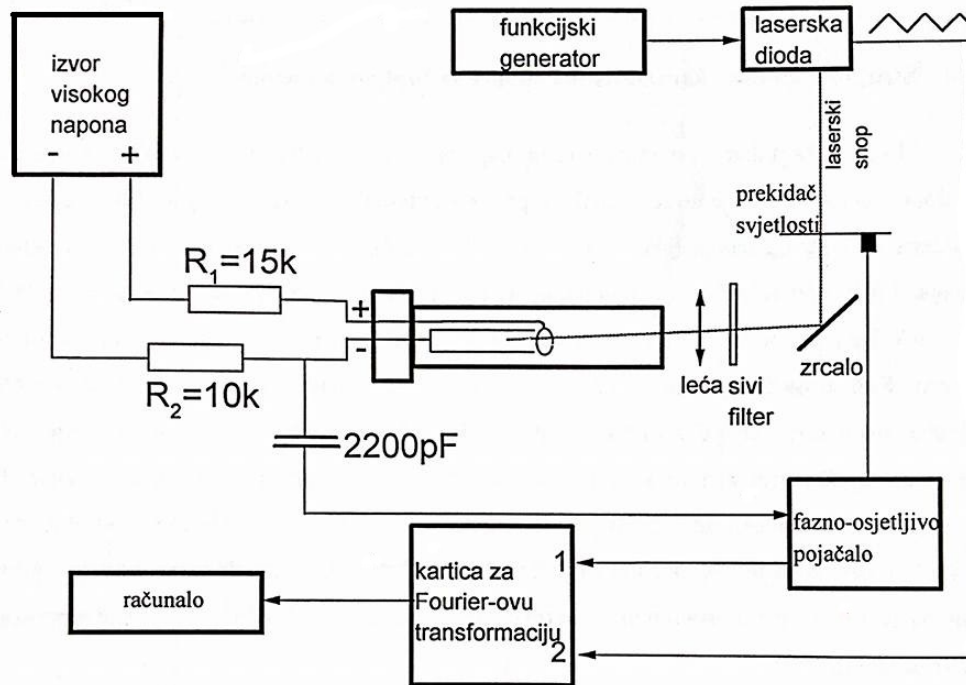 izvor
visokog
napona
- +
funkcijski
generator
laserska
dioda
laserski
snop
prekidač
svjetlosti
R1=15k
+
-
R2=10k
2200pF
leća sivi
filter
zrcalo
fazno-osjetljivo
pojačalo
1
kartica za
Fourier-ovu
transformaciju
2
računalo